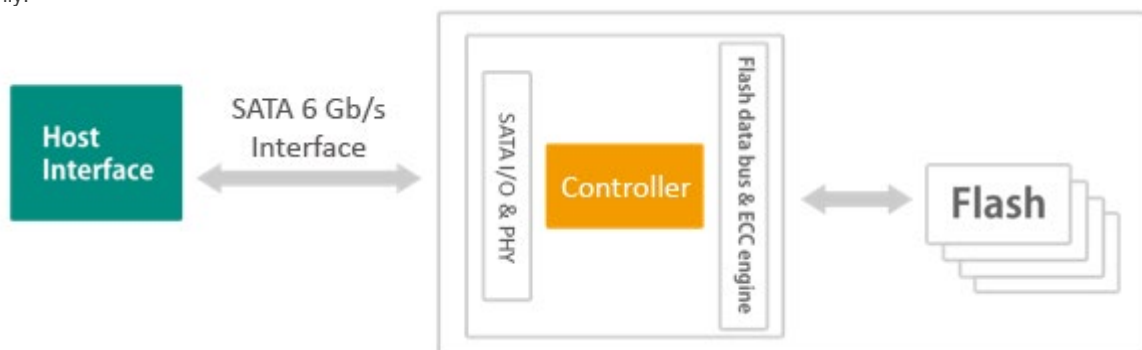 Host
Interface
SATA 6 Gb/s
Interface
SATA I/O & PHY
Controller
Flash data bus & ECC engine
Flash